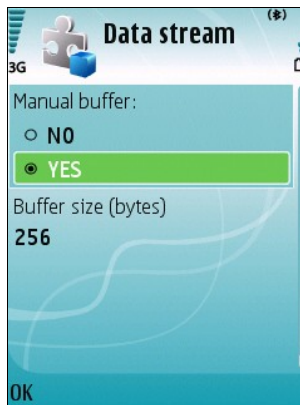 Data stream
3G
Manual buffer:
NO
YES
Buffer size (bytes)
256
OK